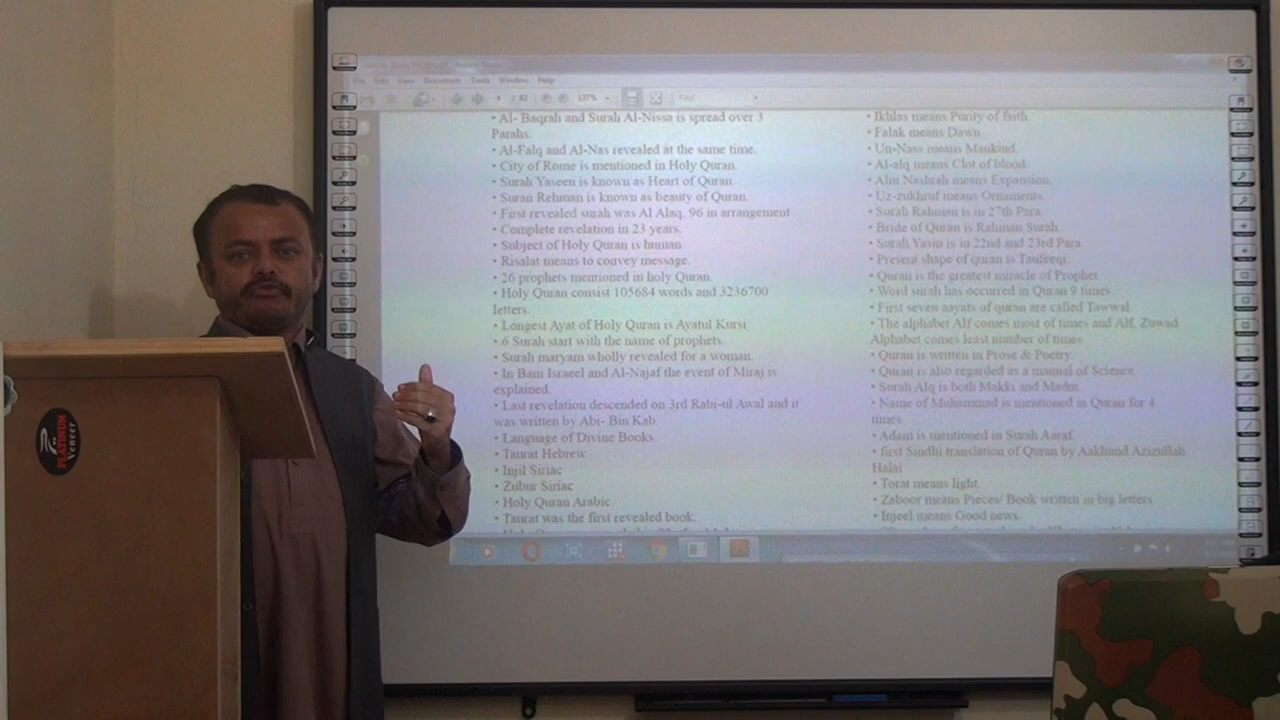 File Edit View Document Tools Window Help
/ 82 137% Find
• Al- Baqrah and Surah Al-Nissa is spread over 3
Parahs.
• Al-Falq and Al-Nas revealed at the same time.
• City of Rome is mentioned in Holy Quran.
• Surah Yaseen is known as Heart of Quran.
• Surah Rehman is known as beauty of Quran.
• First revealed surah was Al Alaq, 96 in arrangement
• Complete revelation in 23 years.
• Subject of Holy Quran is human
• Risalat means to convey message.
• 26 prophets mentioned in holy Quran.
• Holy Quran consist 105684 words and 3236700
letters.
• Longest Ayat of Holy Quran is Ayatul Kursi
• 6 Surah start with the name of prophets.
• Surah maryam wholly revealed for a woman.
• In Bani Israeel and Al-Najaf the event of Miraj is
explained.
• Last revelation descended on 3rd Rabi-ul Awal and it
was written by Abi- Bin Kab.
• Language of Divine Books.
• Taurat Hebrew
• Injil Siriac
• Zubur Siriac
• Holy Quran Arabic.
• Taurat was the first revealed book.
• Ikhlas means Purity of faith.
• Falak means Dawn
• Un-Nass means Mankind.
• Al-alq means Clot of blood.
• Alm Nashrah means Expansion.
• Uz-zukhruf means Ornaments.
• Surah Rahman is in 27th Para.
• Bride of Quran is Rahman Surah.
• Surah Yasin is in 22nd and 23rd Para
• Present shape of quran is Taufeeqi.
• Quran is the greatest miracle of Prophet.
• Word surah has occurred in Quran 9 times
• First seven aayats of quran are called Tawwal.
• The alphabet Alf comes most of times and Alf, Zuwad
Alphabet comes least number of times
• Quran is written in Prose & Poetry.
• Quran is also regarded as a manual of Science.
• Surah Alq is both Makki and Madni.
• Name of Muhammad is mentioned in Quran for 4
times.
• Adam is mentioned in Surah Aaraf.
• first Sindhi translation of Quran by Aakhund Azizullah
Halai
• Torat means light.
• Zaboor means Pieces/ Book written in big letters
• Injeel means Good news.
PLATINUM
Veneer